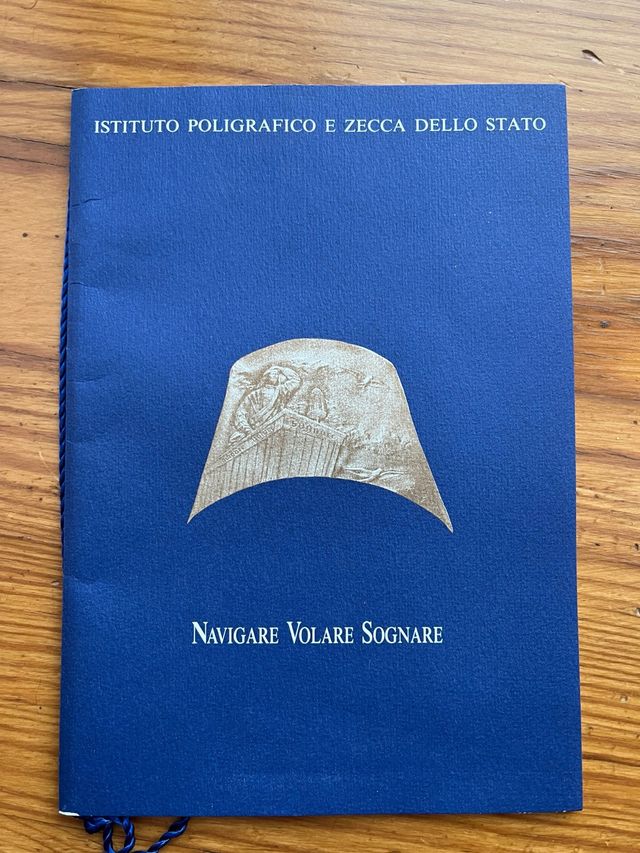 ISTITUTO POLIGRAFICO E ZECCA DELLO STATO
NAVIGARE VOLARE SOGNARE